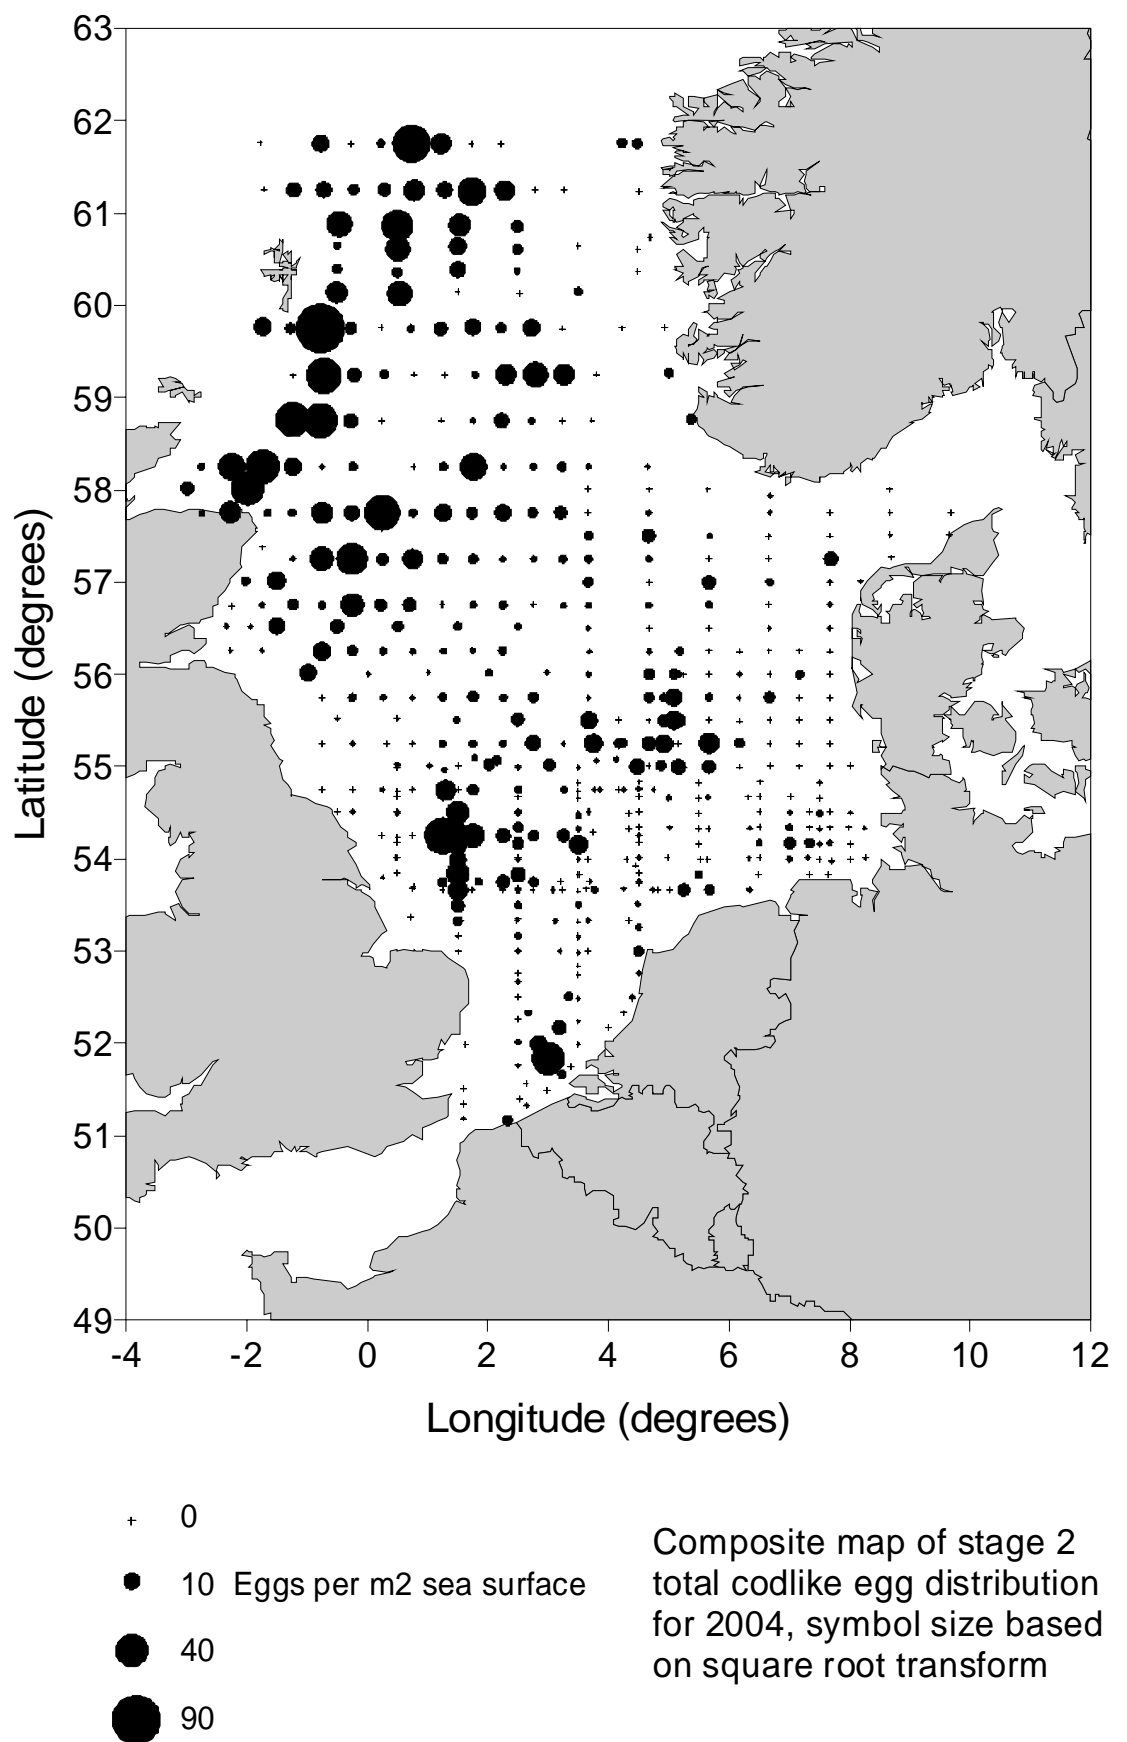 63
62
61
60
59
58
57
56
55
54
53
52
51
50
49
Latitude (degrees)
-4 -2 0 2 4 6 8 10 12
Longitude (degrees)
0
10 Eggs per m2 sea surface
40
90
Composite map of stage 2
total codlike egg distribution
for 2004, symbol size based
on square root transform